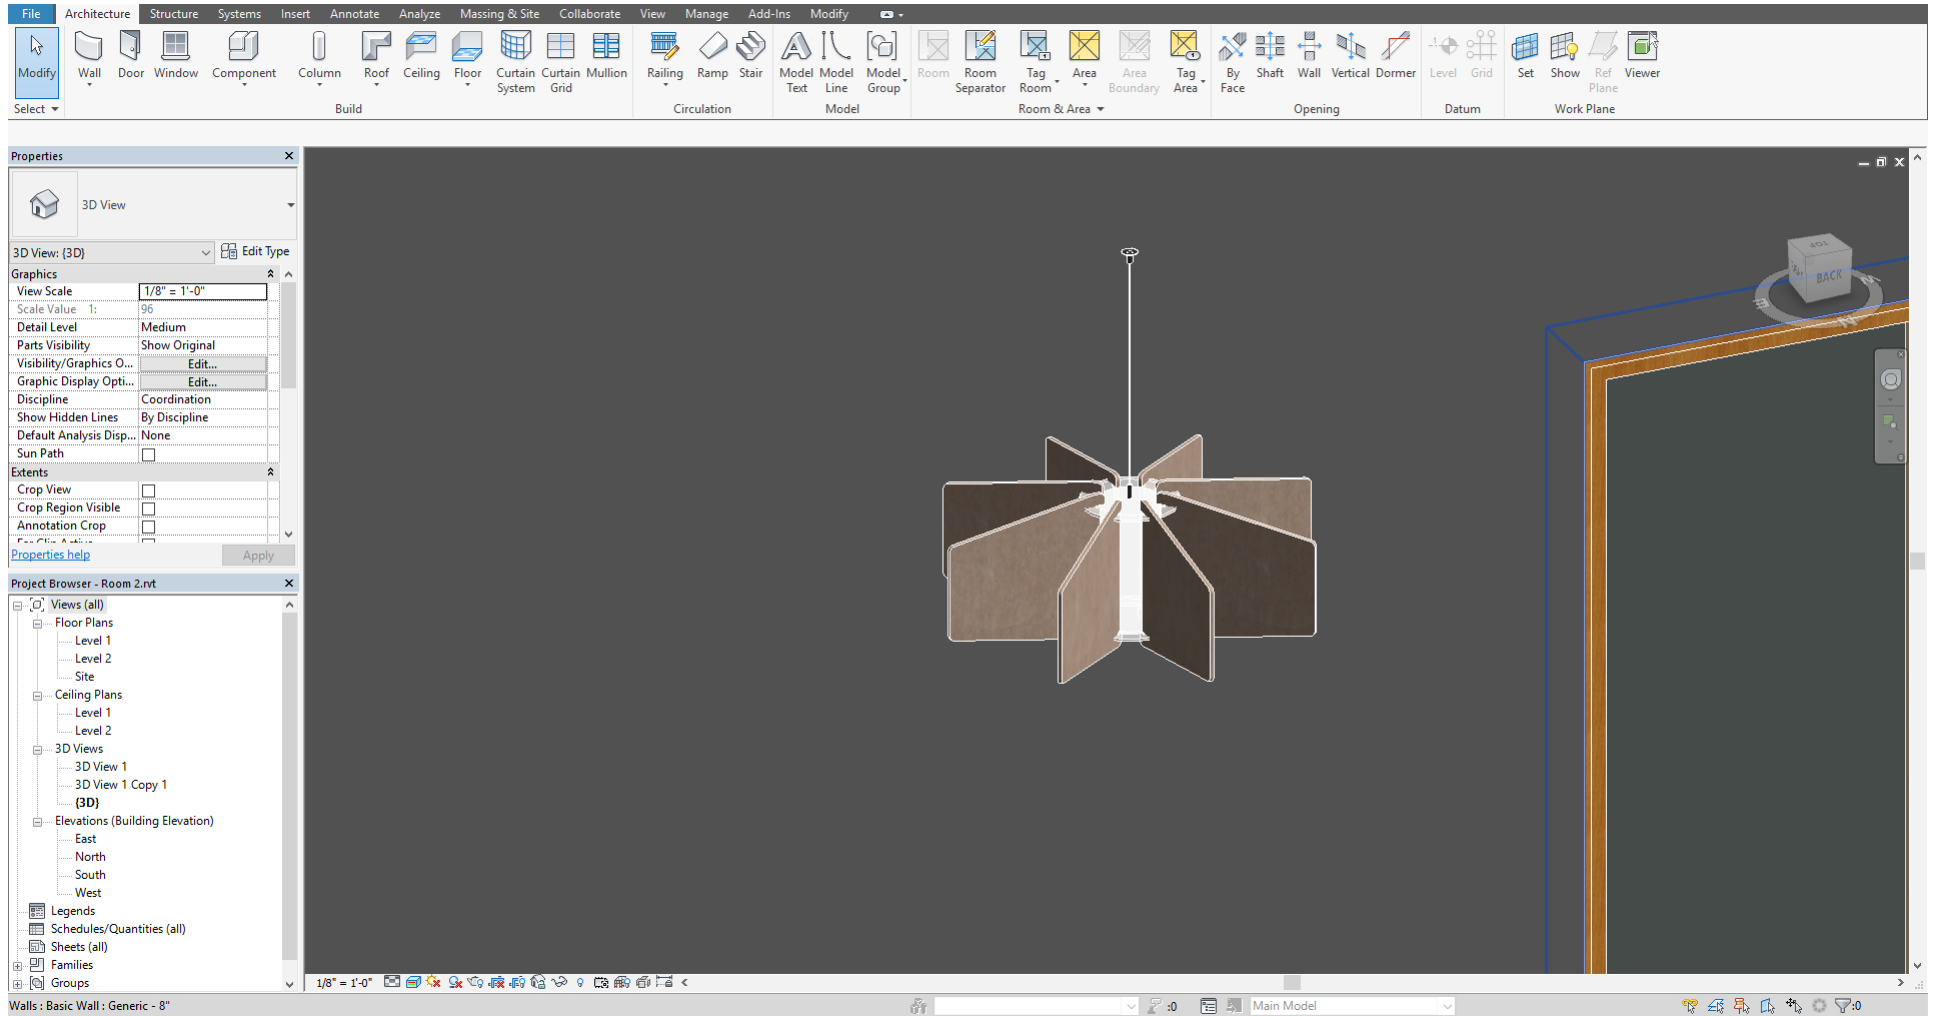 File Architecture Structure Systems Insert Annotate Analyze Massing & Site Collaborate View Manage Add-Ins Modify
Modify Wall Door Window Component Column Roof Ceiling Floor Curtain System Curtain Grid Mullion Railing Ramp Stair Model Text Model Line Model Group Room Room Separator Tag Room Area Area Boundary Tag Area By Face Shaft Wall Vertical Dormer Level Grid Set Show Ref Plane Viewer
Select Build Circulation Model Room & Area Opening Datum Work Plane
Properties
3D View
3D View: {3D} Edit Type
Graphics
View Scale 1/8" = 1'-0"
Scale Value 1: 96
Detail Level Medium
Parts Visibility Show Original
Visibility/Graphics O... Edit...
Graphic Display Opti... Edit...
Discipline Coordination
Show Hidden Lines By Discipline
Default Analysis Disp... None
Sun Path
Extents
Crop View
Crop Region Visible
Annotation Crop
Properties help Apply
Project Browser - Room 2.rvt
Views (all)
Floor Plans
Level 1
Level 2
Site
Ceiling Plans
Level 1
Level 2
3D Views
3D View 1
3D View 1 Copy 1
{3D}
Elevations (Building Elevation)
East
North
South
West
Legends
Schedules/Quantities (all)
Sheets (all)
Families
Groups
TOP
BACK
E
N
1/8" = 1'-0"
Walls : Basic Wall : Generic - 8" :0 Main Model :0